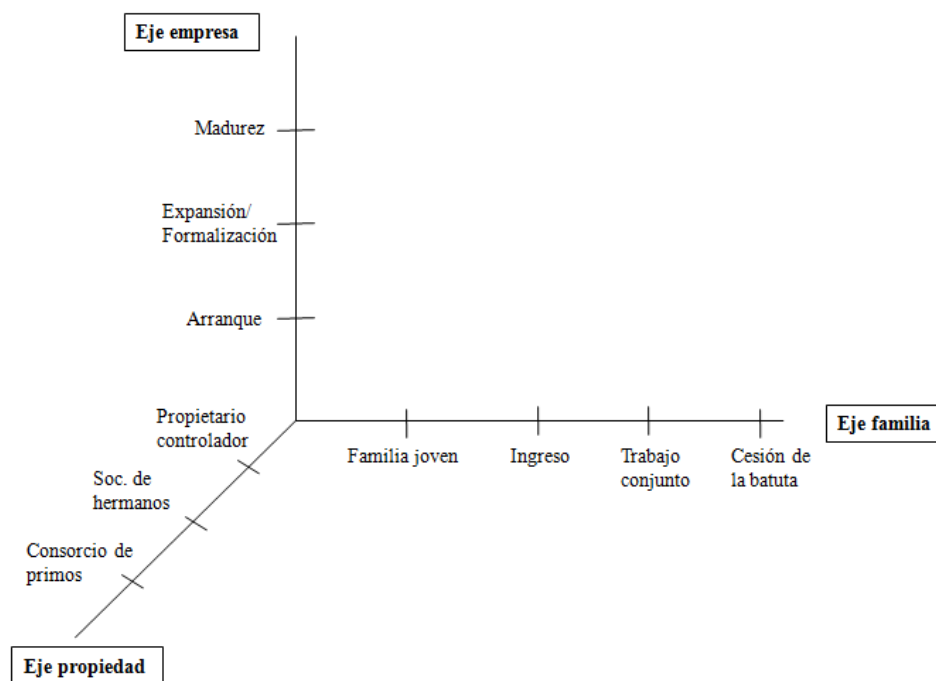 Eje empresa
Madurez
Expansión/
Formalización
Arranque
Propietario
controlador
Soc. de
hermanos
Consorcio de
primos
Eje propiedad
Familia joven
Ingreso
Trabajo
conjunto
Cesión de
la batuta
Eje familia